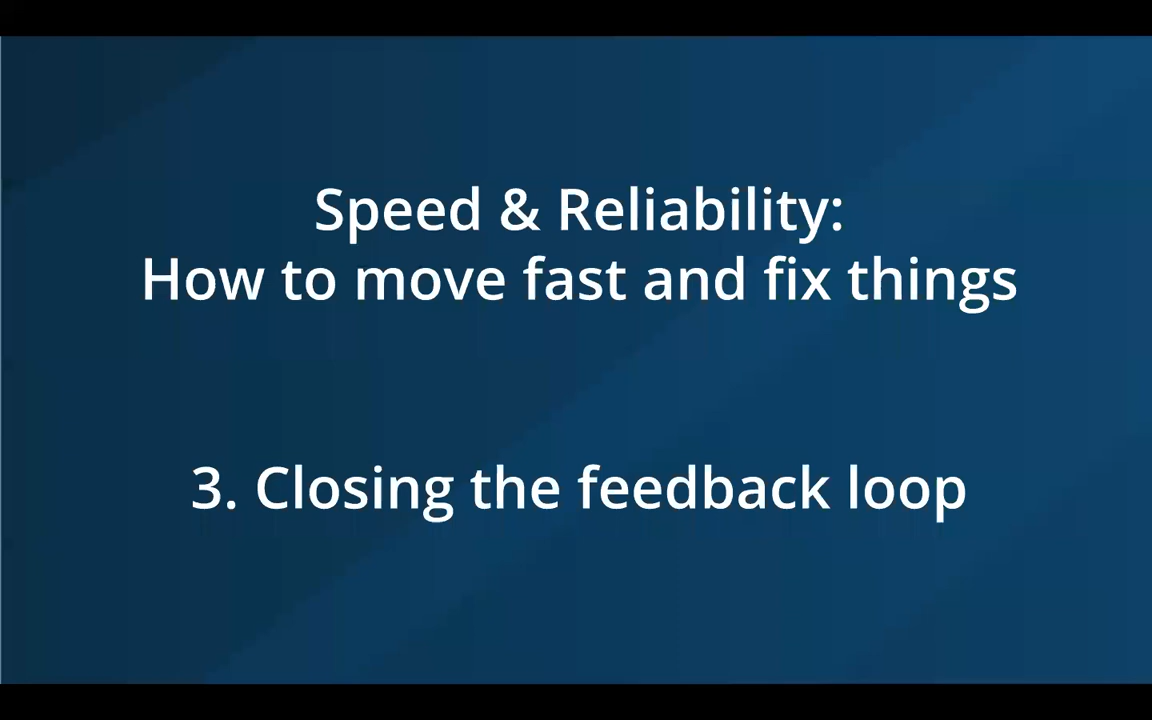 Speed & Reliability:
How to move fast and fix things
3. Closing the feedback loop